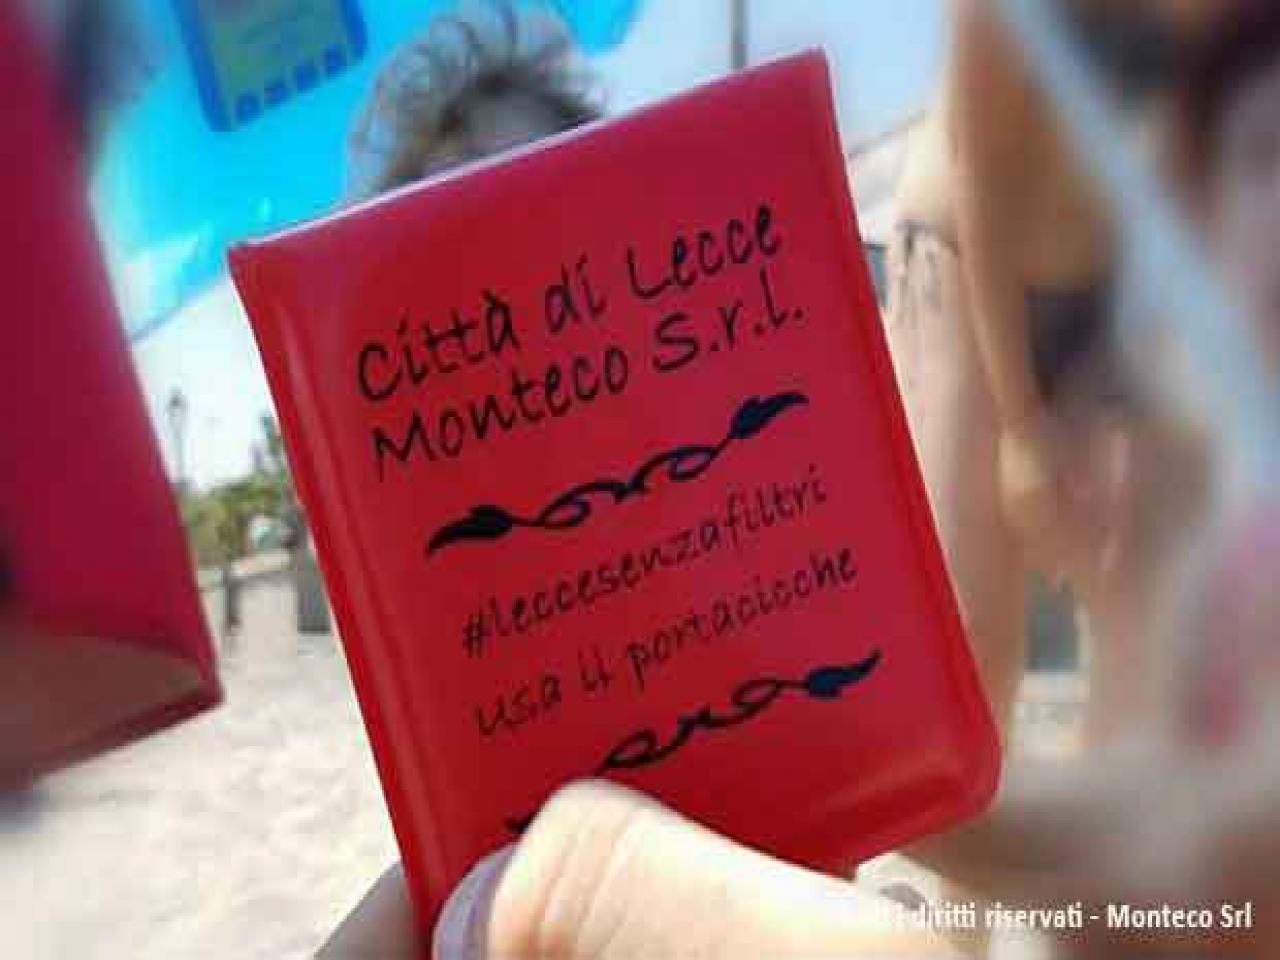 Città di Lecce
Monteco S.r.l.
#leccesenzafiltri
usa il portacicche
diritti riservati - Monteco Srl